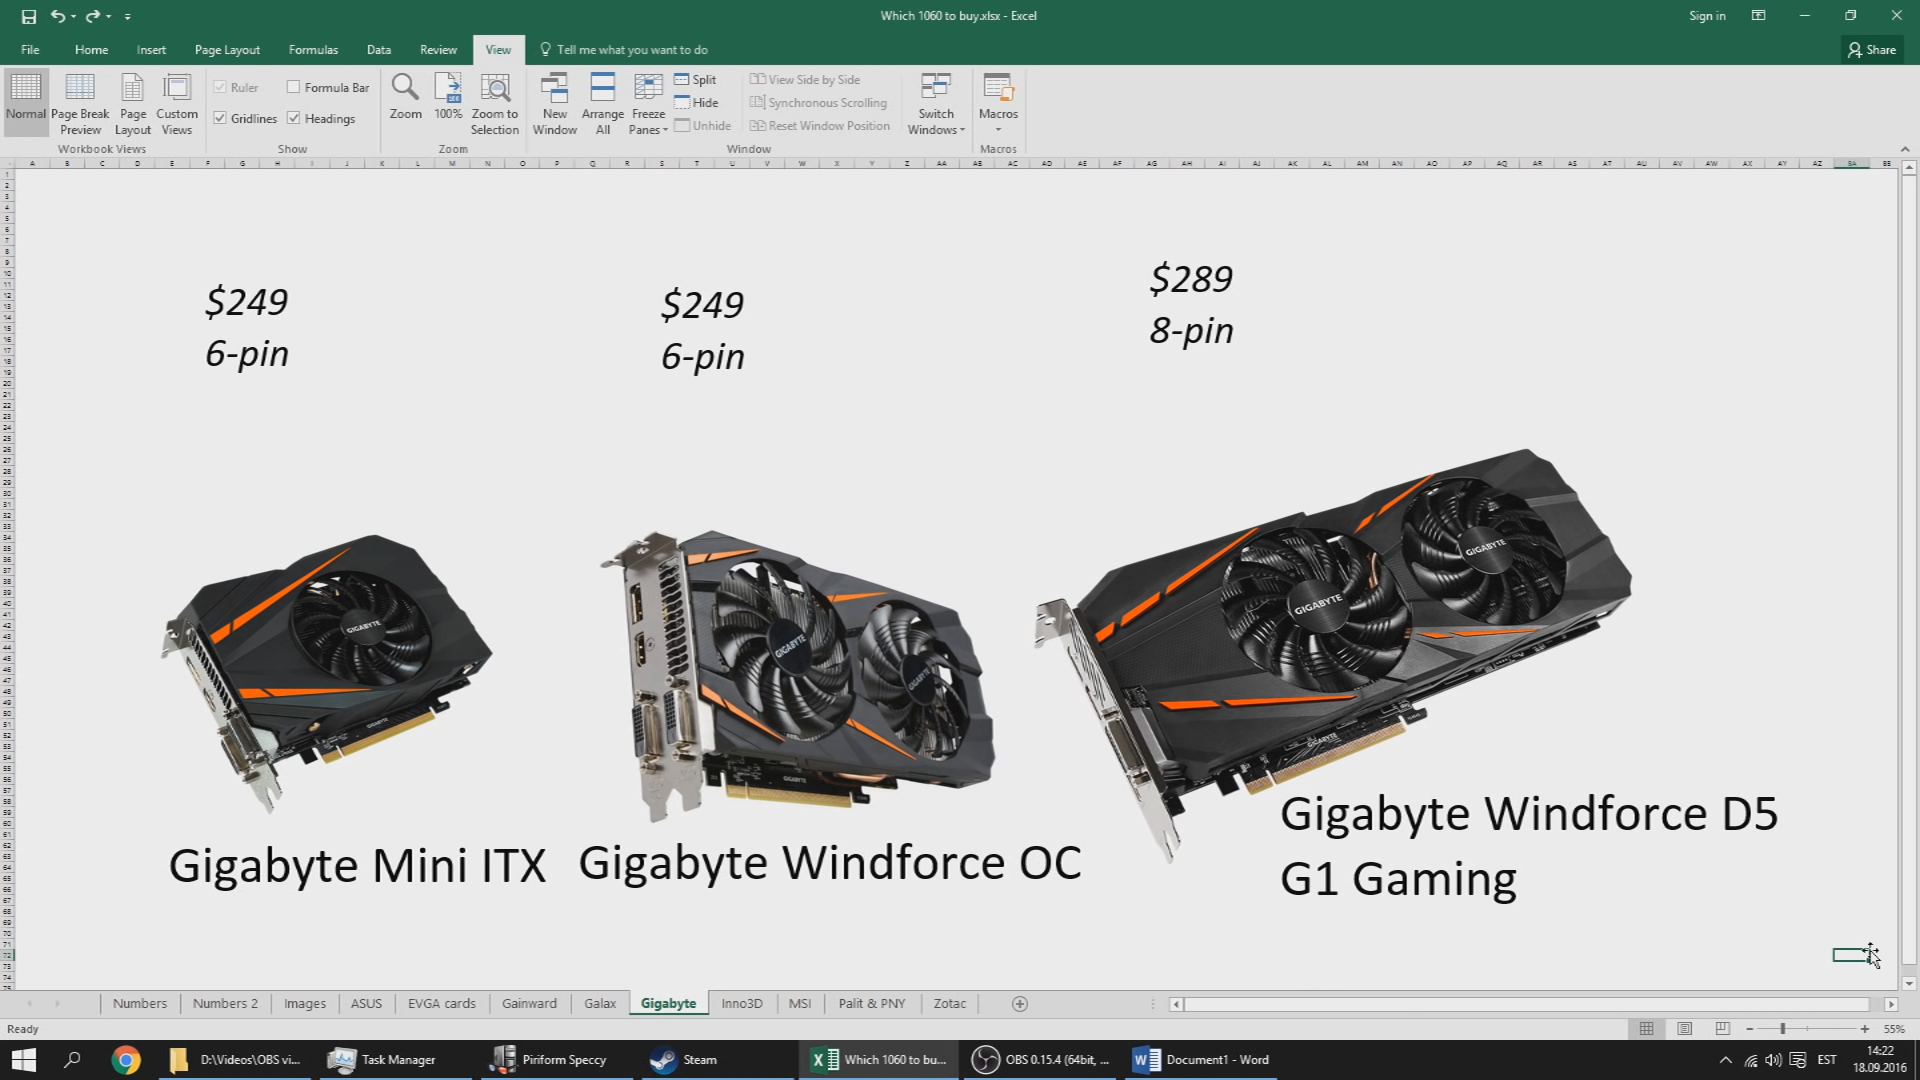 Which 1060 to buy.xlsx - Excel
Sign in
File Home Insert Page Layout Formulas Data Review View Tell me what you want to do Share
Normal
Page Break
Preview
Page
Layout
Custom
Views
Workbook Views
Ruler
Formula Bar
Gridlines
Headings
Show
Zoom
100%
Zoom to
Selection
Zoom
New
Window
Arrange
All
Freeze
Panes
Split
Hide
Unhide
View Side by Side
Synchronous Scrolling
Reset Window Position
Window
Switch
Windows
Macros
Macros
$249
6-pin
$249
6-pin
$289
8-pin
GIGABYTE
GIGABYTE
GIGABYTE
GIGABYTE
GIGABYTE
Gigabyte Mini ITX
Gigabyte Windforce OC
Gigabyte Windforce D5
G1 Gaming
Numbers Numbers 2 Images ASUS EVGA cards Gainward Galax Gigabyte Inno3D MSI Palit & PNY Zotac
Ready
55%
D:\Videos\OBS vi...
Task Manager
Piriform Speccy
Steam
Which 1060 to bu...
OBS 0.15.4 (64bit, ...
Document1 - Word
EST
14:22
18.09.2016